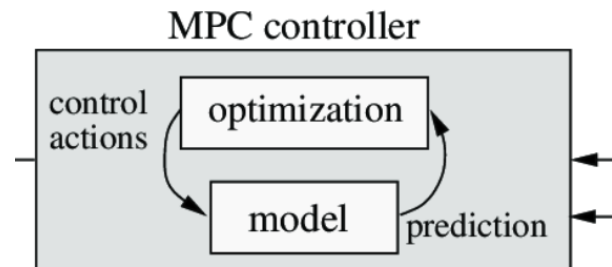 MPC controller
control
actions
optimization
model
prediction